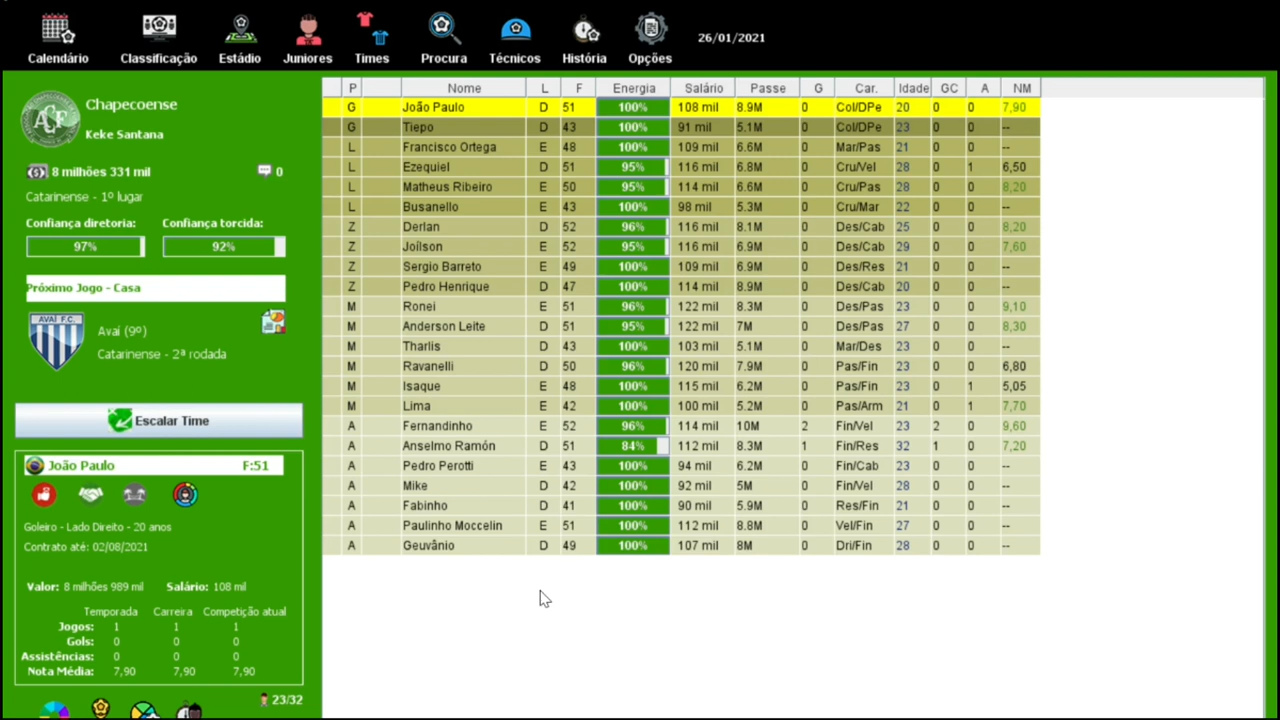 Calendário Classificação Estádio Juniores Times Procura Técnicos História Opções 26/01/2021
ACF
Chapecoense
Keke Santana
8 milhões 331 mil 0
Catarinense - 1º lugar
Confiança diretoria: Confiança torcida:
97% 92%
Próximo Jogo - Casa
AVAÍ F.C.
Avaí (9º)
Catarinense - 2ª rodada
Escalar Time
João Paulo F:51
Goleiro - Lado Direito - 20 anos
Contrato até: 02/08/2021
Valor: 8 milhões 989 mil Salário: 108 mil
Temporada Carreira Competição atual
Jogos: 1 1 1
Gols: 0 0 0
Assistências: 0 0 0
Nota Média: 7,90 7,90 7,90
23/32
P Nome L F Energia Salário Passe G Car. Idade GC A NM
G João Paulo D 51 100% 108 mil 8.9M 0 Col/DPe 20 0 0 7,90
G Tiepo D 43 100% 91 mil 5.1M 0 Col/DPe 23 0 0 --
L Francisco Ortega E 48 100% 109 mil 6.6M 0 Mar/Pas 21 0 0 --
L Ezequiel D 51 95% 116 mil 6.8M 0 Cru/Vel 28 0 1 6,50
L Matheus Ribeiro E 50 95% 114 mil 6.6M 0 Cru/Pas 28 0 0 8,20
L Busanello E 43 100% 98 mil 5.3M 0 Cru/Mar 22 0 0 --
Z Derlan D 52 96% 116 mil 8.1M 0 Des/Cab 25 0 0 8,20
Z Joílson E 52 95% 116 mil 6.9M 0 Des/Cab 29 0 0 7,60
Z Sergio Barreto E 49 100% 109 mil 6.9M 0 Des/Res 21 0 0 --
Z Pedro Henrique D 47 100% 114 mil 8.9M 0 Des/Cab 20 0 0 --
M Ronei E 51 96% 122 mil 8.3M 0 Des/Pas 23 0 0 9,10
M Anderson Leite D 51 95% 122 mil 7M 0 Des/Pas 27 0 0 8,30
M Tharlis D 43 100% 103 mil 5.1M 0 Mar/Des 23 0 0 --
M Ravanelli D 50 96% 120 mil 7.9M 0 Pas/Fin 23 0 0 6,80
M Isaque E 48 100% 115 mil 6.2M 0 Pas/Fin 23 0 1 5,05
M Lima E 42 100% 100 mil 5.2M 0 Pas/Arm 21 0 1 7,70
A Fernandinho E 52 96% 114 mil 10M 2 Fin/Vel 23 2 0 9,60
A Anselmo Ramón D 51 84% 112 mil 8.3M 1 Fin/Res 32 1 0 7,20
A Pedro Perotti E 43 100% 94 mil 6.2M 0 Fin/Cab 23 0 0 --
A Mike D 42 100% 92 mil 5M 0 Fin/Vel 28 0 0 --
A Fabinho D 41 100% 90 mil 5.9M 0 Res/Fin 21 0 0 --
A Paulinho Moccelin E 51 100% 112 mil 8.8M 0 Vel/Fin 27 0 0 --
A Geuvânio D 49 100% 107 mil 8M 0 Dri/Fin 28 0 0 --